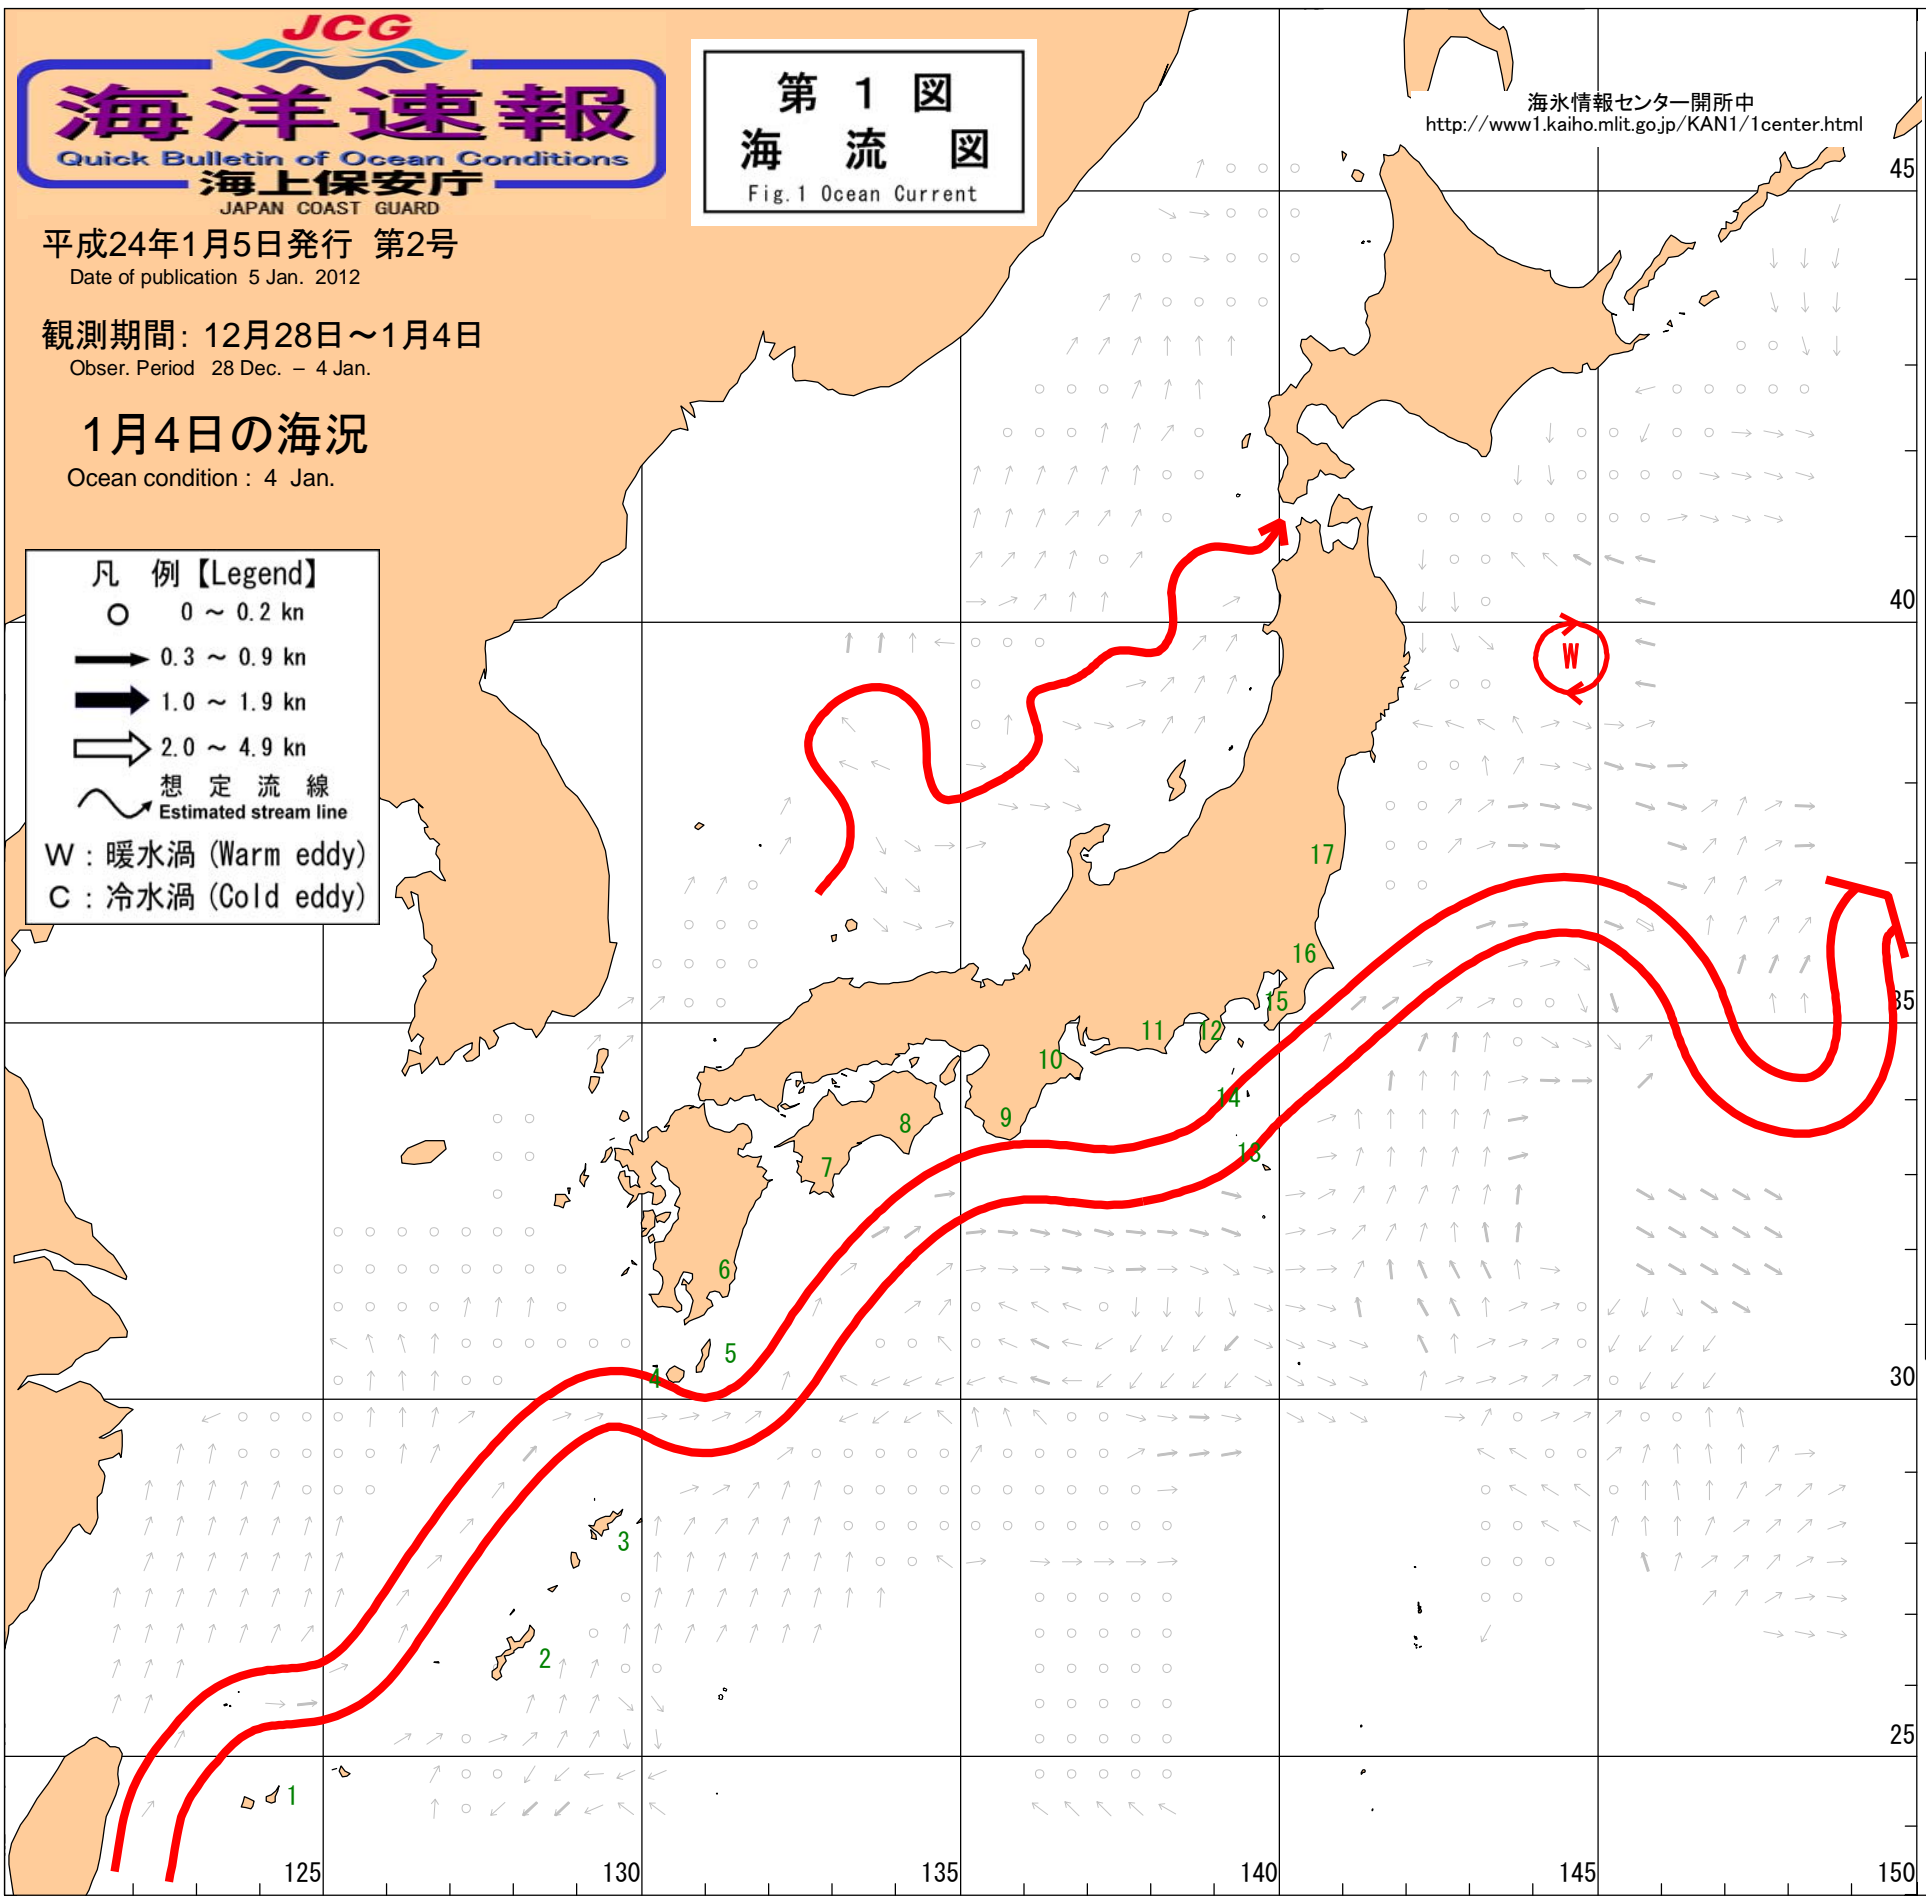 JCG
海洋速報
Quick Bulletin of Ocean Conditions
海上保安庁
JAPAN COAST GUARD
平成24年1月5日発行 第2号
Date of publication 5 Jan. 2012
観測期間: 12月28日～1月4日
Obser. Period 28 Dec. – 4 Jan.
1月4日の海況
Ocean condition : 4 Jan.
第 1 図
海 流 図
Fig.1 Ocean Current
海氷情報センター開所中
http://www1.kaiho.mlit.go.jp/KAN1/1center.html
凡 例【Legend】
0 ～ 0.2 kn
0.3 ～ 0.9 kn
1.0 ～ 1.9 kn
2.0 ～ 4.9 kn
想 定 流 線
Estimated stream line
W : 暖水渦 (Warm eddy)
C : 冷水渦 (Cold eddy)
45
40
W
17
16
15
35
12
11
10
14
9
8
13
7
6
5
4
30
3
2
25
1
125
130
135
140
145
150